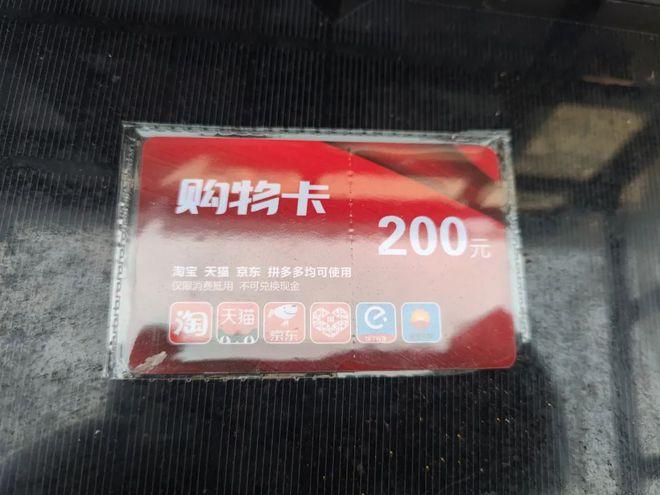 购物卡
200元
淘宝 天猫 京东 拼多多均可使用
仅限消费抵用 不可兑换现金
淘 天猫 京东